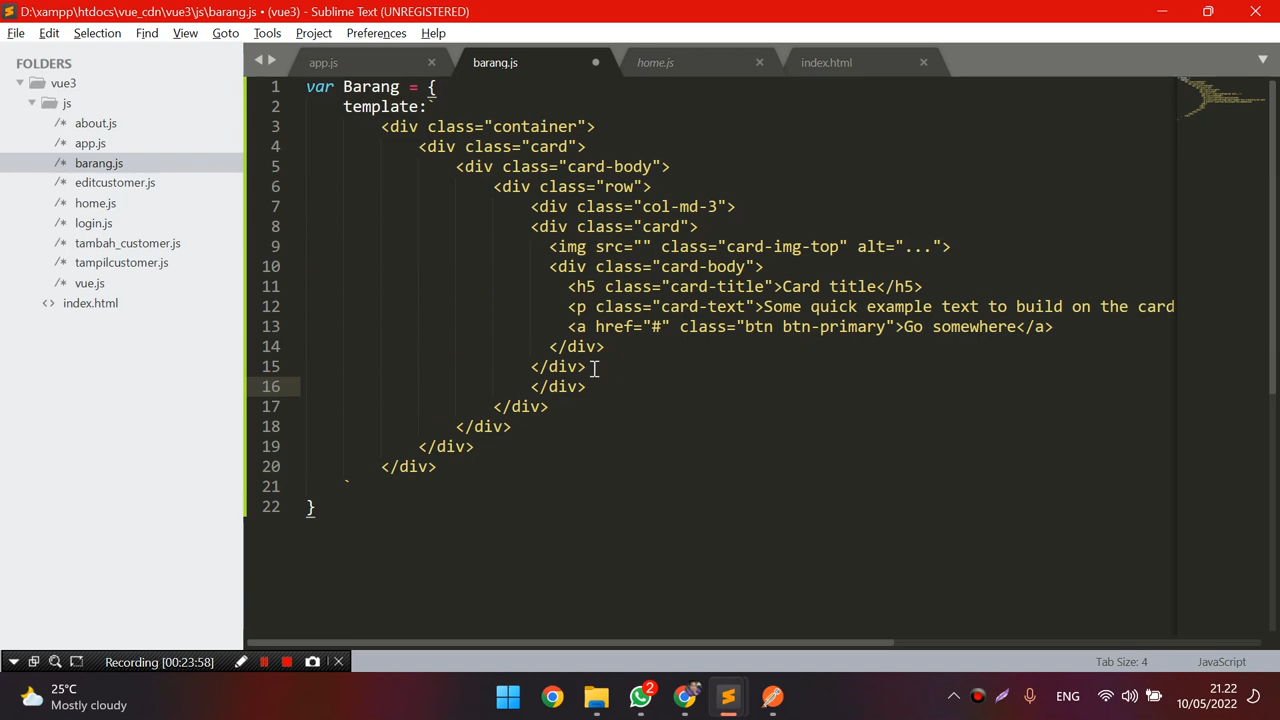 D:\xampp\htdocs\vue_cdn\vue3\js\barang.js • (vue3) - Sublime Text (UNREGISTERED)
File Edit Selection Find View Goto Tools Project Preferences Help
FOLDERS
vue3
js
/* about.js
/* app.js
/* barang.js
/* editcustomer.js
/* home.js
/* login.js
/* tambah_customer.js
/* tampilcustomer.js
/* vue.js
<> index.html
app.js barang.js home.js index.html
1 var Barang = {
2 template:`
3 <div class="container">
4 <div class="card">
5 <div class="card-body">
6 <div class="row">
7 <div class="col-md-3">
8 <div class="card">
9 <img src="" class="card-img-top" alt="...">
10 <div class="card-body">
11 <h5 class="card-title">Card title</h5>
12 <p class="card-text">Some quick example text to build on the card
13 <a href="#" class="btn btn-primary">Go somewhere</a>
14 </div>
15 </div>
16 </div>
17 </div>
18 </div>
19 </div>
20 </div>
21 `
22 }
Recording [00:23:58]
Tab Size: 4 JavaScript
25°C
Mostly cloudy
2
ENG
21.22
10/05/2022